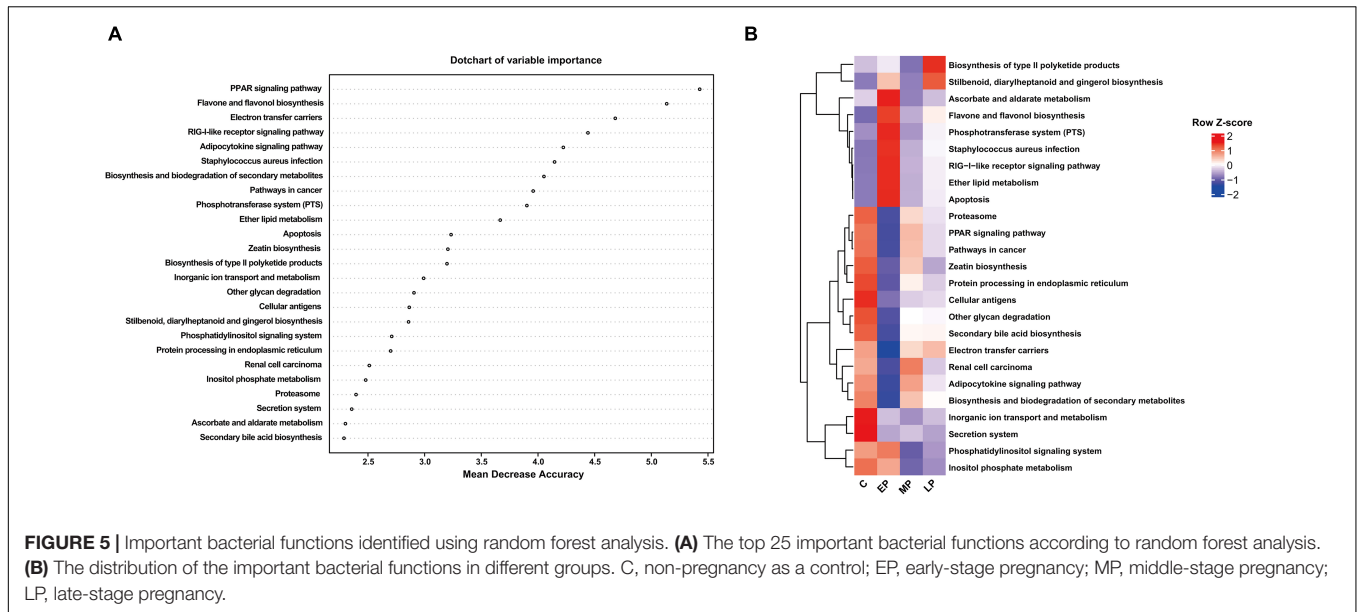 A
Dotchart of variable importance
PPAR signaling pathway
Flavone and flavonol biosynthesis
Electron transfer carriers
RIG-I-like receptor signaling pathway
Adipocytokine signaling pathway
Staphylococcus aureus infection
Biosynthesis and biodegradation of secondary metabolites
Pathways in cancer
Phosphotransferase system (PTS)
Ether lipid metabolism
Apoptosis
Zeatin biosynthesis
Biosynthesis of type II polyketide products
Inorganic ion transport and metabolism
Other glycan degradation
Cellular antigens
Stilbenoid, diarylheptanoid and gingerol biosynthesis
Phosphatidylinositol signaling system
Protein processing in endoplasmic reticulum
Renal cell carcinoma
Inositol phosphate metabolism
Proteasome
Secretion system
Ascorbate and aldarate metabolism
Secondary bile acid biosynthesis
2.5 3.0 3.5 4.0 4.5 5.0 5.5
Mean Decrease Accuracy
B
Biosynthesis of type II polyketide products
Stilbenoid, diarylheptanoid and gingerol biosynthesis
Ascorbate and aldarate metabolism
Flavone and flavonol biosynthesis
Phosphotransferase system (PTS)
Staphylococcus aureus infection
RIG−I−like receptor signaling pathway
Ether lipid metabolism
Apoptosis
Proteasome
PPAR signaling pathway
Pathways in cancer
Zeatin biosynthesis
Protein processing in endoplasmic reticulum
Cellular antigens
Other glycan degradation
Secondary bile acid biosynthesis
Electron transfer carriers
Renal cell carcinoma
Adipocytokine signaling pathway
Biosynthesis and biodegradation of secondary metabolites
Inorganic ion transport and metabolism
Secretion system
Phosphatidylinositol signaling system
Inositol phosphate metabolism
C EP MP LP
Row Z-score
2
1
0
−1
−2
FIGURE 5 | Important bacterial functions identified using random forest analysis. (A) The top 25 important bacterial functions according to random forest analysis.
(B) The distribution of the important bacterial functions in different groups. C, non-pregnancy as a control; EP, early-stage pregnancy; MP, middle-stage pregnancy;
LP, late-stage pregnancy.